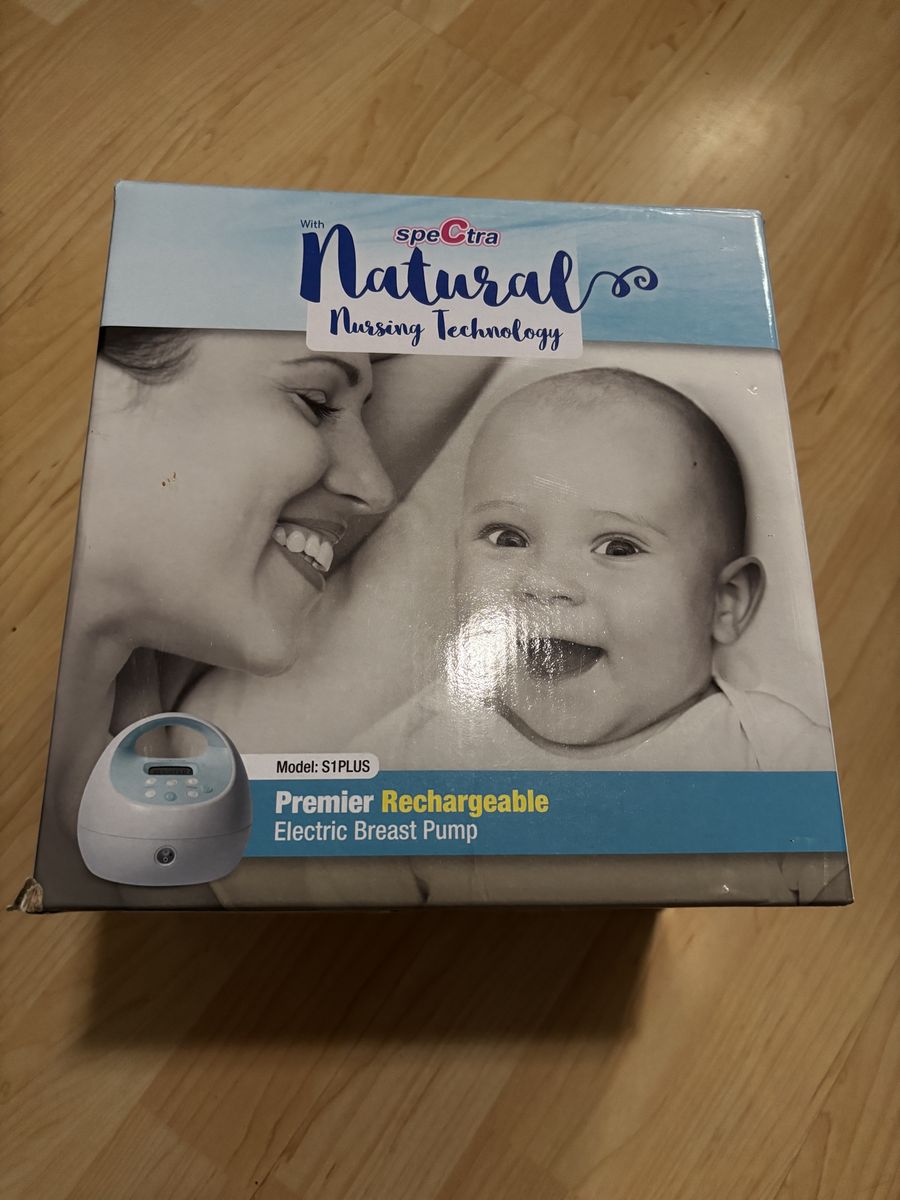 With
speCtra
Natural
Nursing Technology
Model: S1PLUS
Premier Rechargeable
Electric Breast Pump